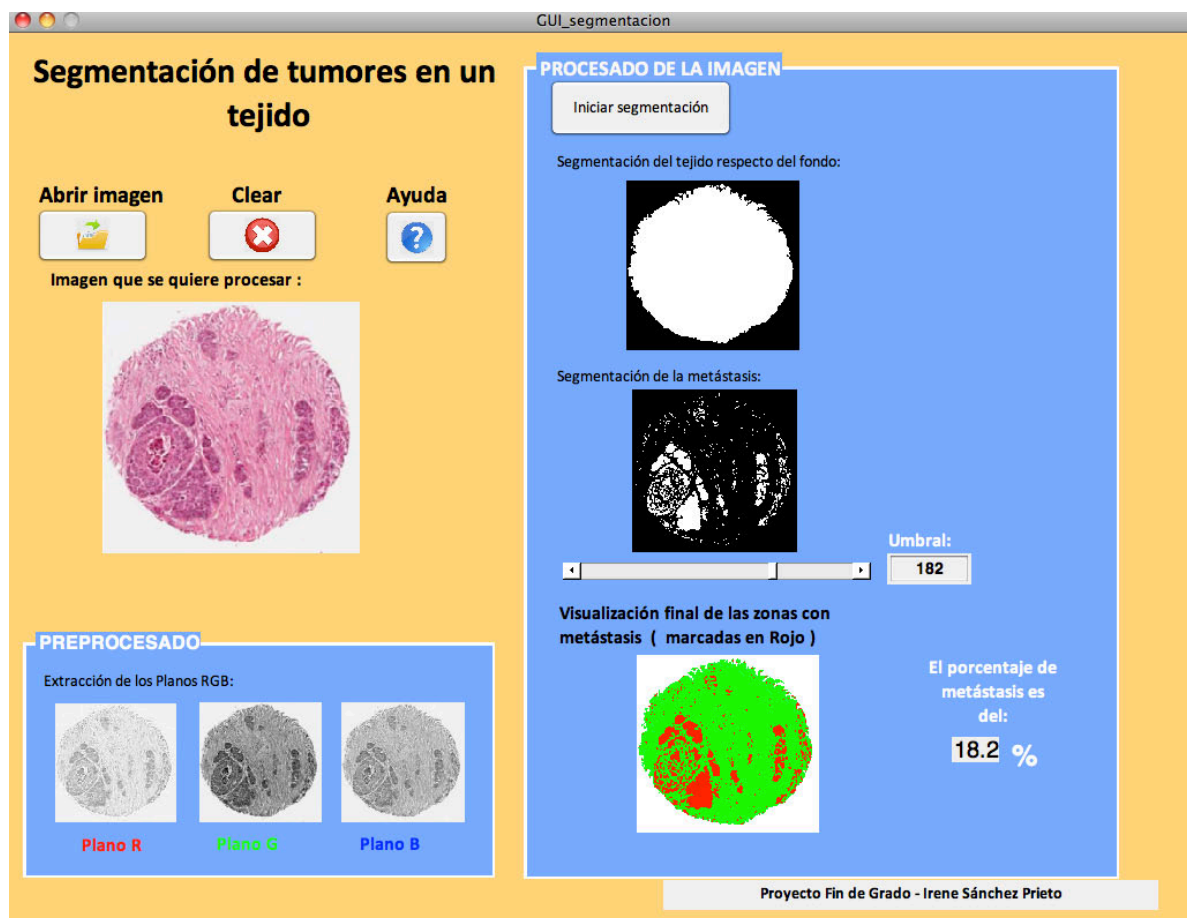 GUI_segmentacion
Segmentación de tumores en un
tejido
Abrir imagen
Clear
Ayuda
Imagen que se quiere procesar :
PREPROCESADO
Extracción de los Planos RGB:
Plano R
Plano G
Plano B
PROCESADO DE LA IMAGEN
Iniciar segmentación
Segmentación del tejido respecto del fondo:
Segmentación de la metástasis:
Umbral:
182
Visualización final de las zonas con
metástasis ( marcadas en Rojo )
El porcentaje de
metástasis es
del:
18.2 %
Proyecto Fin de Grado - Irene Sánchez Prieto